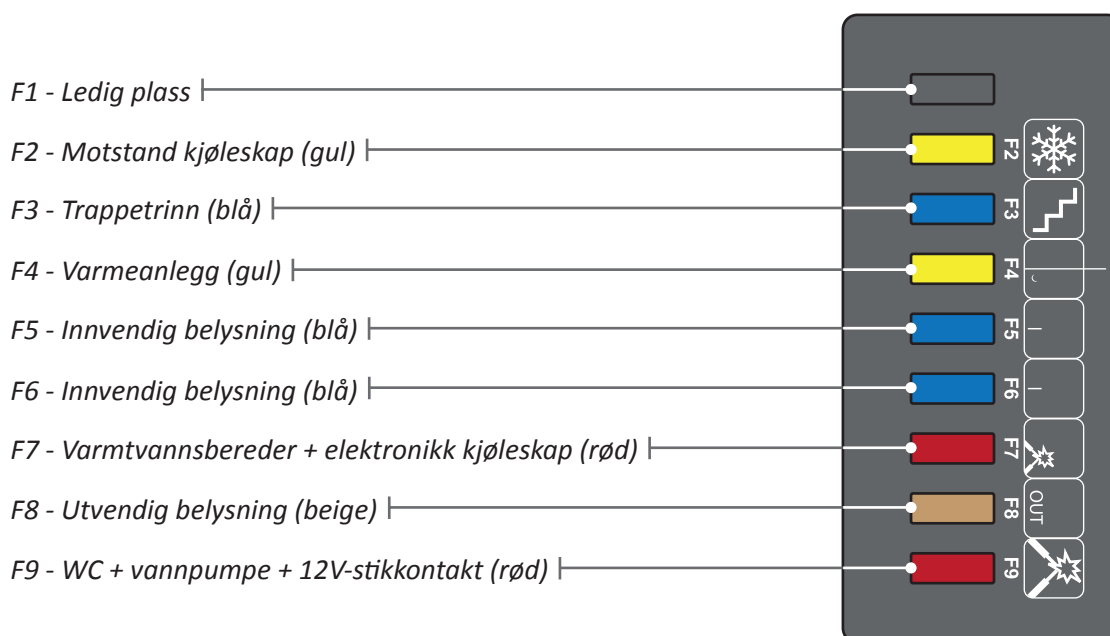 F1 - Ledig plass
F2 - Motstand kjøleskap (gul)
F2
F3 - Trappetrinn (blå)
F3
F4 - Varmeanlegg (gul)
F4
F5 - Innvendig belysning (blå)
F5
F6 - Innvendig belysning (blå)
F6
F7 - Varmtvannsbereder + elektronikk kjøleskap (rød)
F7
F8 - Utvendig belysning (beige)
F8
OUT
F9 - WC + vannpumpe + 12V-stikkontakt (rød)
F9